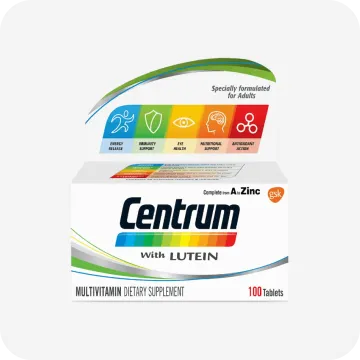 Specially formulated
for Adults
ENERGY
RELEASE
IMMUNITY
SUPPORT
EYE
HEALTH
NUTRITIONAL
SUPPORT
ANTIOXIDANT
ACTION
Complete from A to Zinc
gsk
Centrum
With LUTEIN
MULTIVITAMIN DIETARY SUPPLEMENT
100 Tablets